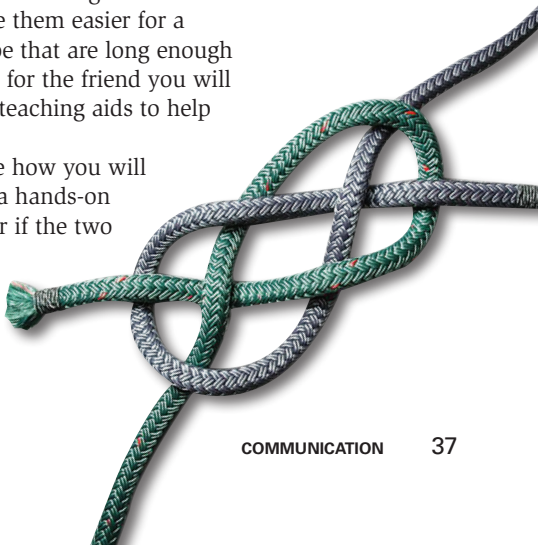 e them easier for a
be that are long enough
for the friend you will
teaching aids to help
e how you will
a hands-on
r if the two
COMMUNICATION 37